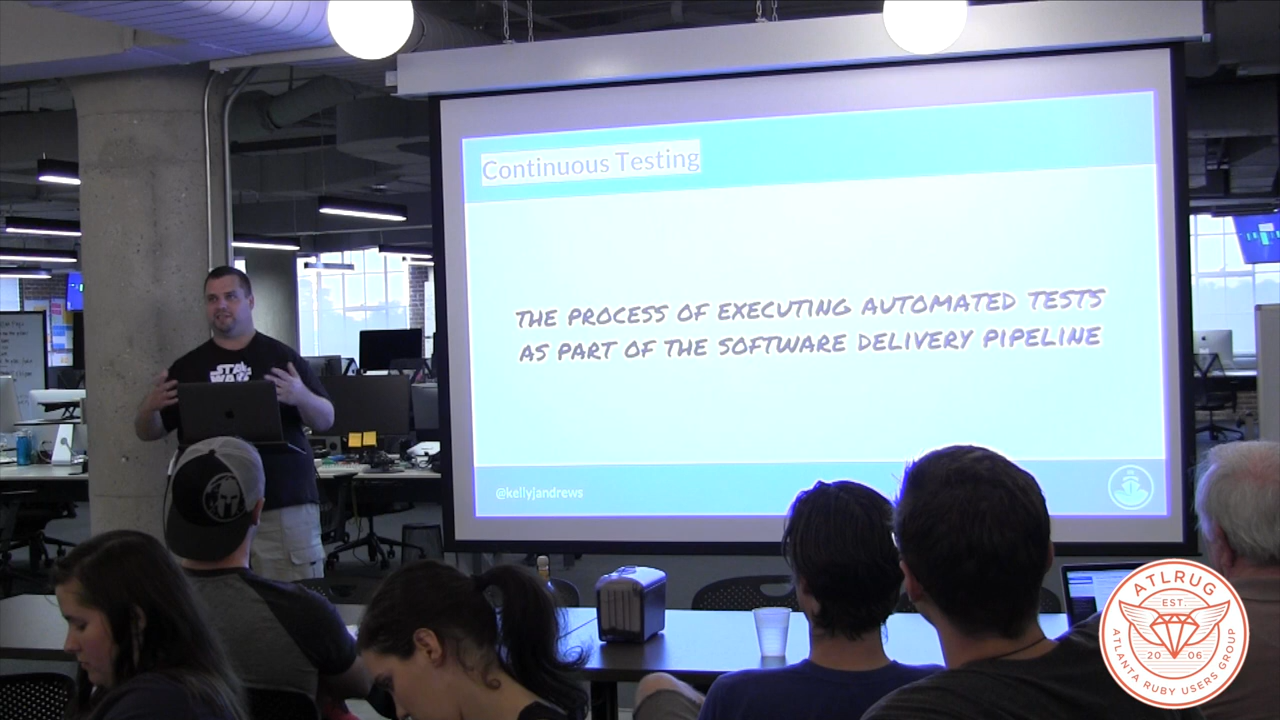 Continuous Testing
THE PROCESS OF EXECUTING AUTOMATED TESTS
AS PART OF THE SOFTWARE DELIVERY PIPELINE
@kellyjandrews
STAR
WARS
ATLRUG
EST.
20 06
ATLANTA RUBY USERS GROUP